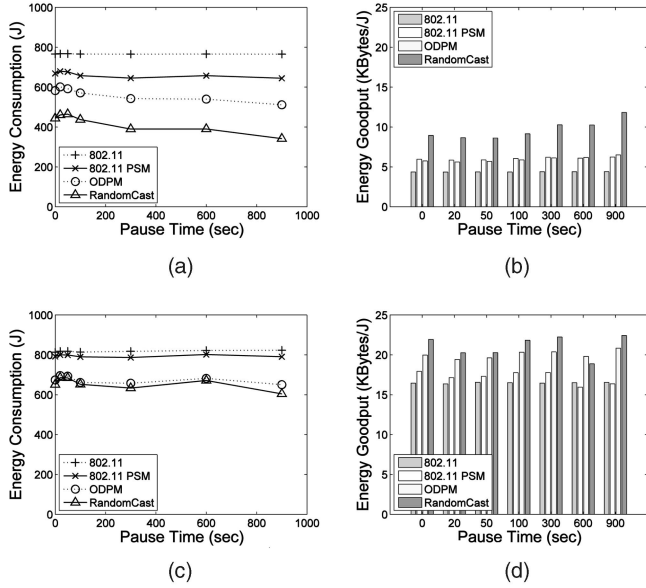 Energy Consumption (J)
1000
800
600
400
200
0
0 200 400 600 800 1000
802.11
802.11 PSM
ODPM
RandomCast
Pause Time (sec)
(a)
Energy Goodput (KBytes/J)
25
20
15
10
5
0
802.11
802.11 PSM
ODPM
RandomCast
0 20 50 100 300 600 900
Pause Time (sec)
(b)
Energy Consumption (J)
1000
800
600
400
200
0
0 200 400 600 800 1000
802.11
802.11 PSM
ODPM
RandomCast
Pause Time (sec)
(c)
Energy Goodput (KBytes/J)
25
20
15
10
5
0
802.11
802.11 PSM
ODPM
RandomCast
0 20 50 100 300 600 900
Pause Time (sec)
(d)